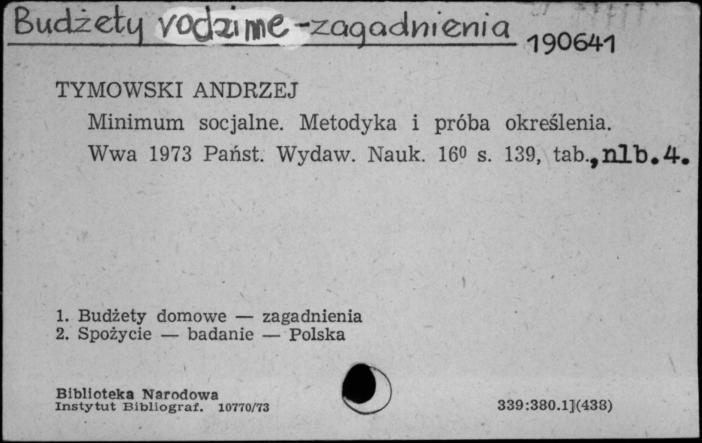 Budżety rodzinne-zagadnienia
190641
TYMOWSKI ANDRZEJ
Minimum socjalne. Metodyka i próba określenia.
Wwa 1973 Państ. Wydaw. Nauk. 16⁰ s. 139, tab., nlb. 4.
1. Budżety domowe — zagadnienia
2. Spożycie — badanie — Polska
Biblioteka Narodowa
Instytut Bibliograf. 10770/73
339:380.1](438)